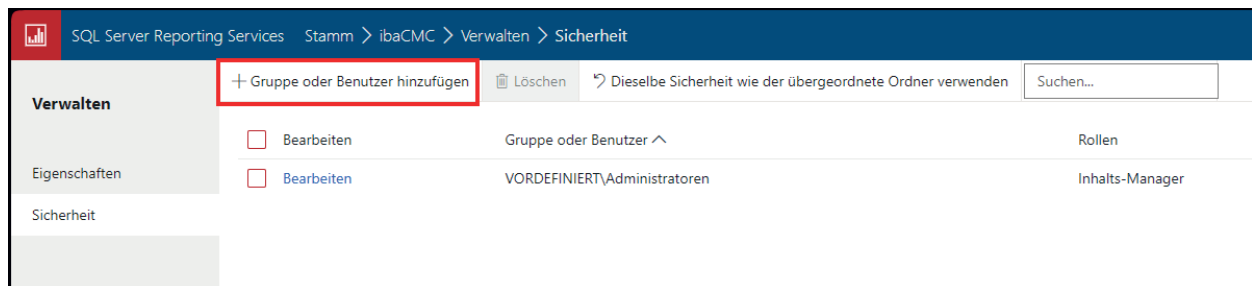 SQL Server Reporting Services Stamm > ibaCMC > Verwalten > Sicherheit
Verwalten
Eigenschaften
Sicherheit
+ Gruppe oder Benutzer hinzufügen Löschen Dieselbe Sicherheit wie der übergeordnete Ordner verwenden Suchen...
Bearbeiten Gruppe oder Benutzer Rollen
Bearbeiten VORDEFINIERT\Administratoren Inhalts-Manager